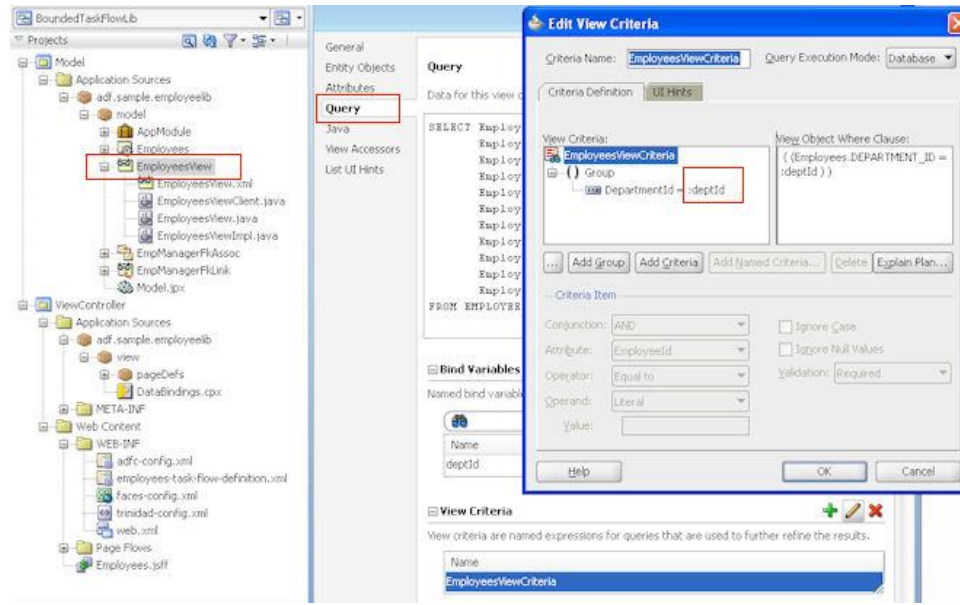 BoundedTaskFlowLib
Projects
Model
Application Sources
adf.sample.employeelib
model
AppModule
Employees
EmployeesView
EmployeesView.xml
EmployeesViewClient.java
EmployeesView.java
EmployeesViewImpl.java
EmpManagerFkAssoc
EmpManagerFkLink
Model.jpx
ViewController
Application Sources
adf.sample.employeelib
view
pageDefs
DataBindings.cpx
META-INF
Web Content
WEB-INF
adfc-config.xml
employees-task-flow-definition.xml
faces-config.xml
trinidad-config.xml
web.xml
Page Flows
Employees.jsff
General
Entity Objects
Attributes
Query
Java
View Accessors
List UI Hints
Query
Data for this view
SELECT Employ
Employ
Employ
Employ
Employ
Employ
Employ
Employ
Employ
Employ
Employ
FROM EMPLOYEE
Bind Variables
Named bind variabl
Name
deptId
View Criteria
View criteria are named expressions for queries that are used to further refine the results.
Name
EmployeesViewCriteria
Edit View Criteria
Criteria Name: EmployeesViewCriteria Query Execution Mode: Database
Criteria Definition UI Hints
View Criteria:
EmployeesViewCriteria
( ) Group
DepartmentId = :deptId
View Object Where Clause:
( (Employees.DEPARTMENT_ID =
:deptId ) )
... Add Group Add Criteria Add Named Criteria... Delete Explain Plan...
Criteria Item
Conjunction: AND
Attribute: EmployeeId
Operator: Equal to
Operand: Literal
Value:
Ignore Case
Ignore Null Values
Validation: Required
Help OK Cancel